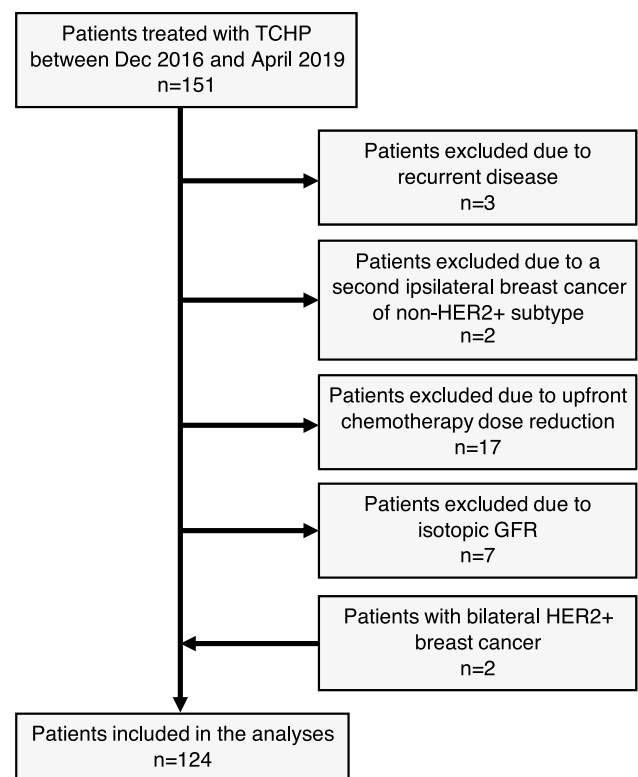 Patients treated with TCHP
between Dec 2016 and April 2019
n=151
Patients excluded due to
recurrent disease
n=3
Patients excluded due to a
second ipsilateral breast cancer
of non-HER2+ subtype
n=2
Patients excluded due to upfront
chemotherapy dose reduction
n=17
Patients excluded due to
isotopic GFR
n=7
Patients with bilateral HER2+
breast cancer
n=2
Patients included in the analyses
n=124